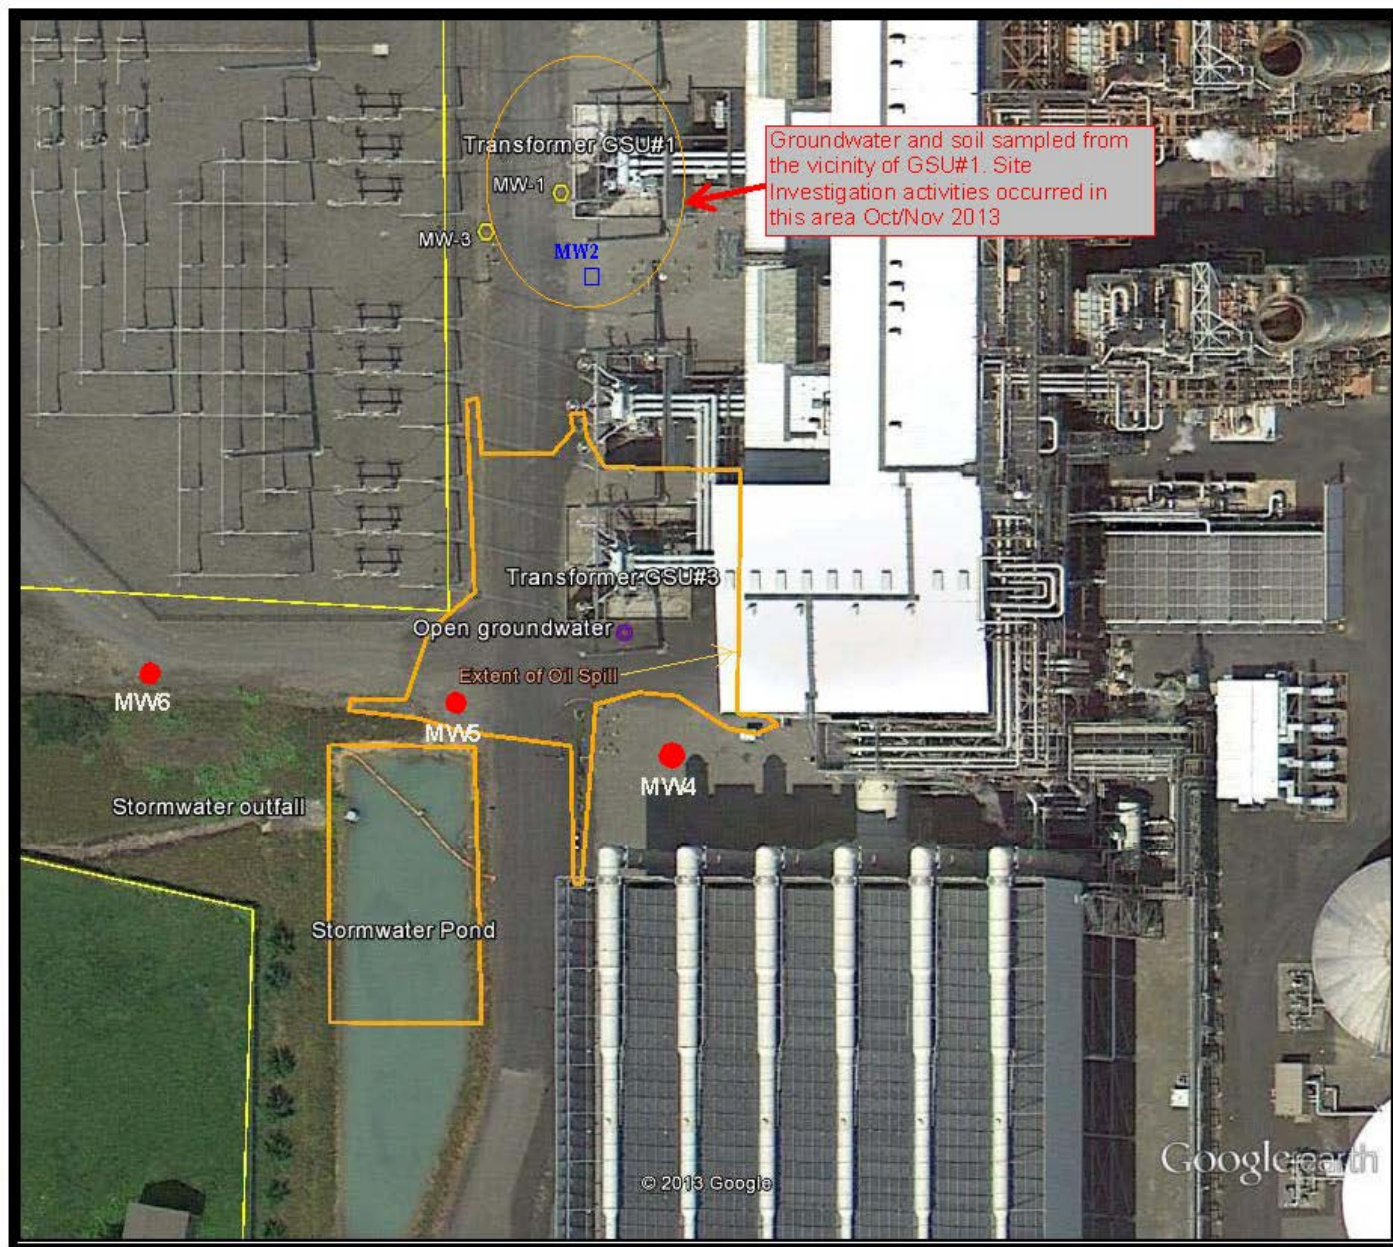 Transformer GSU#1
MW-1
MW-3
MW2
Groundwater and soil sampled from
the vicinity of GSU#1. Site
Investigation activities occurred in
this area Oct/Nov 2013
Transformer GSU#3
Open groundwater
Extent of Oil Spill
MW6
MW5
MW4
Stormwater outfall
Stormwater Pond
© 2013 Google
Google earth